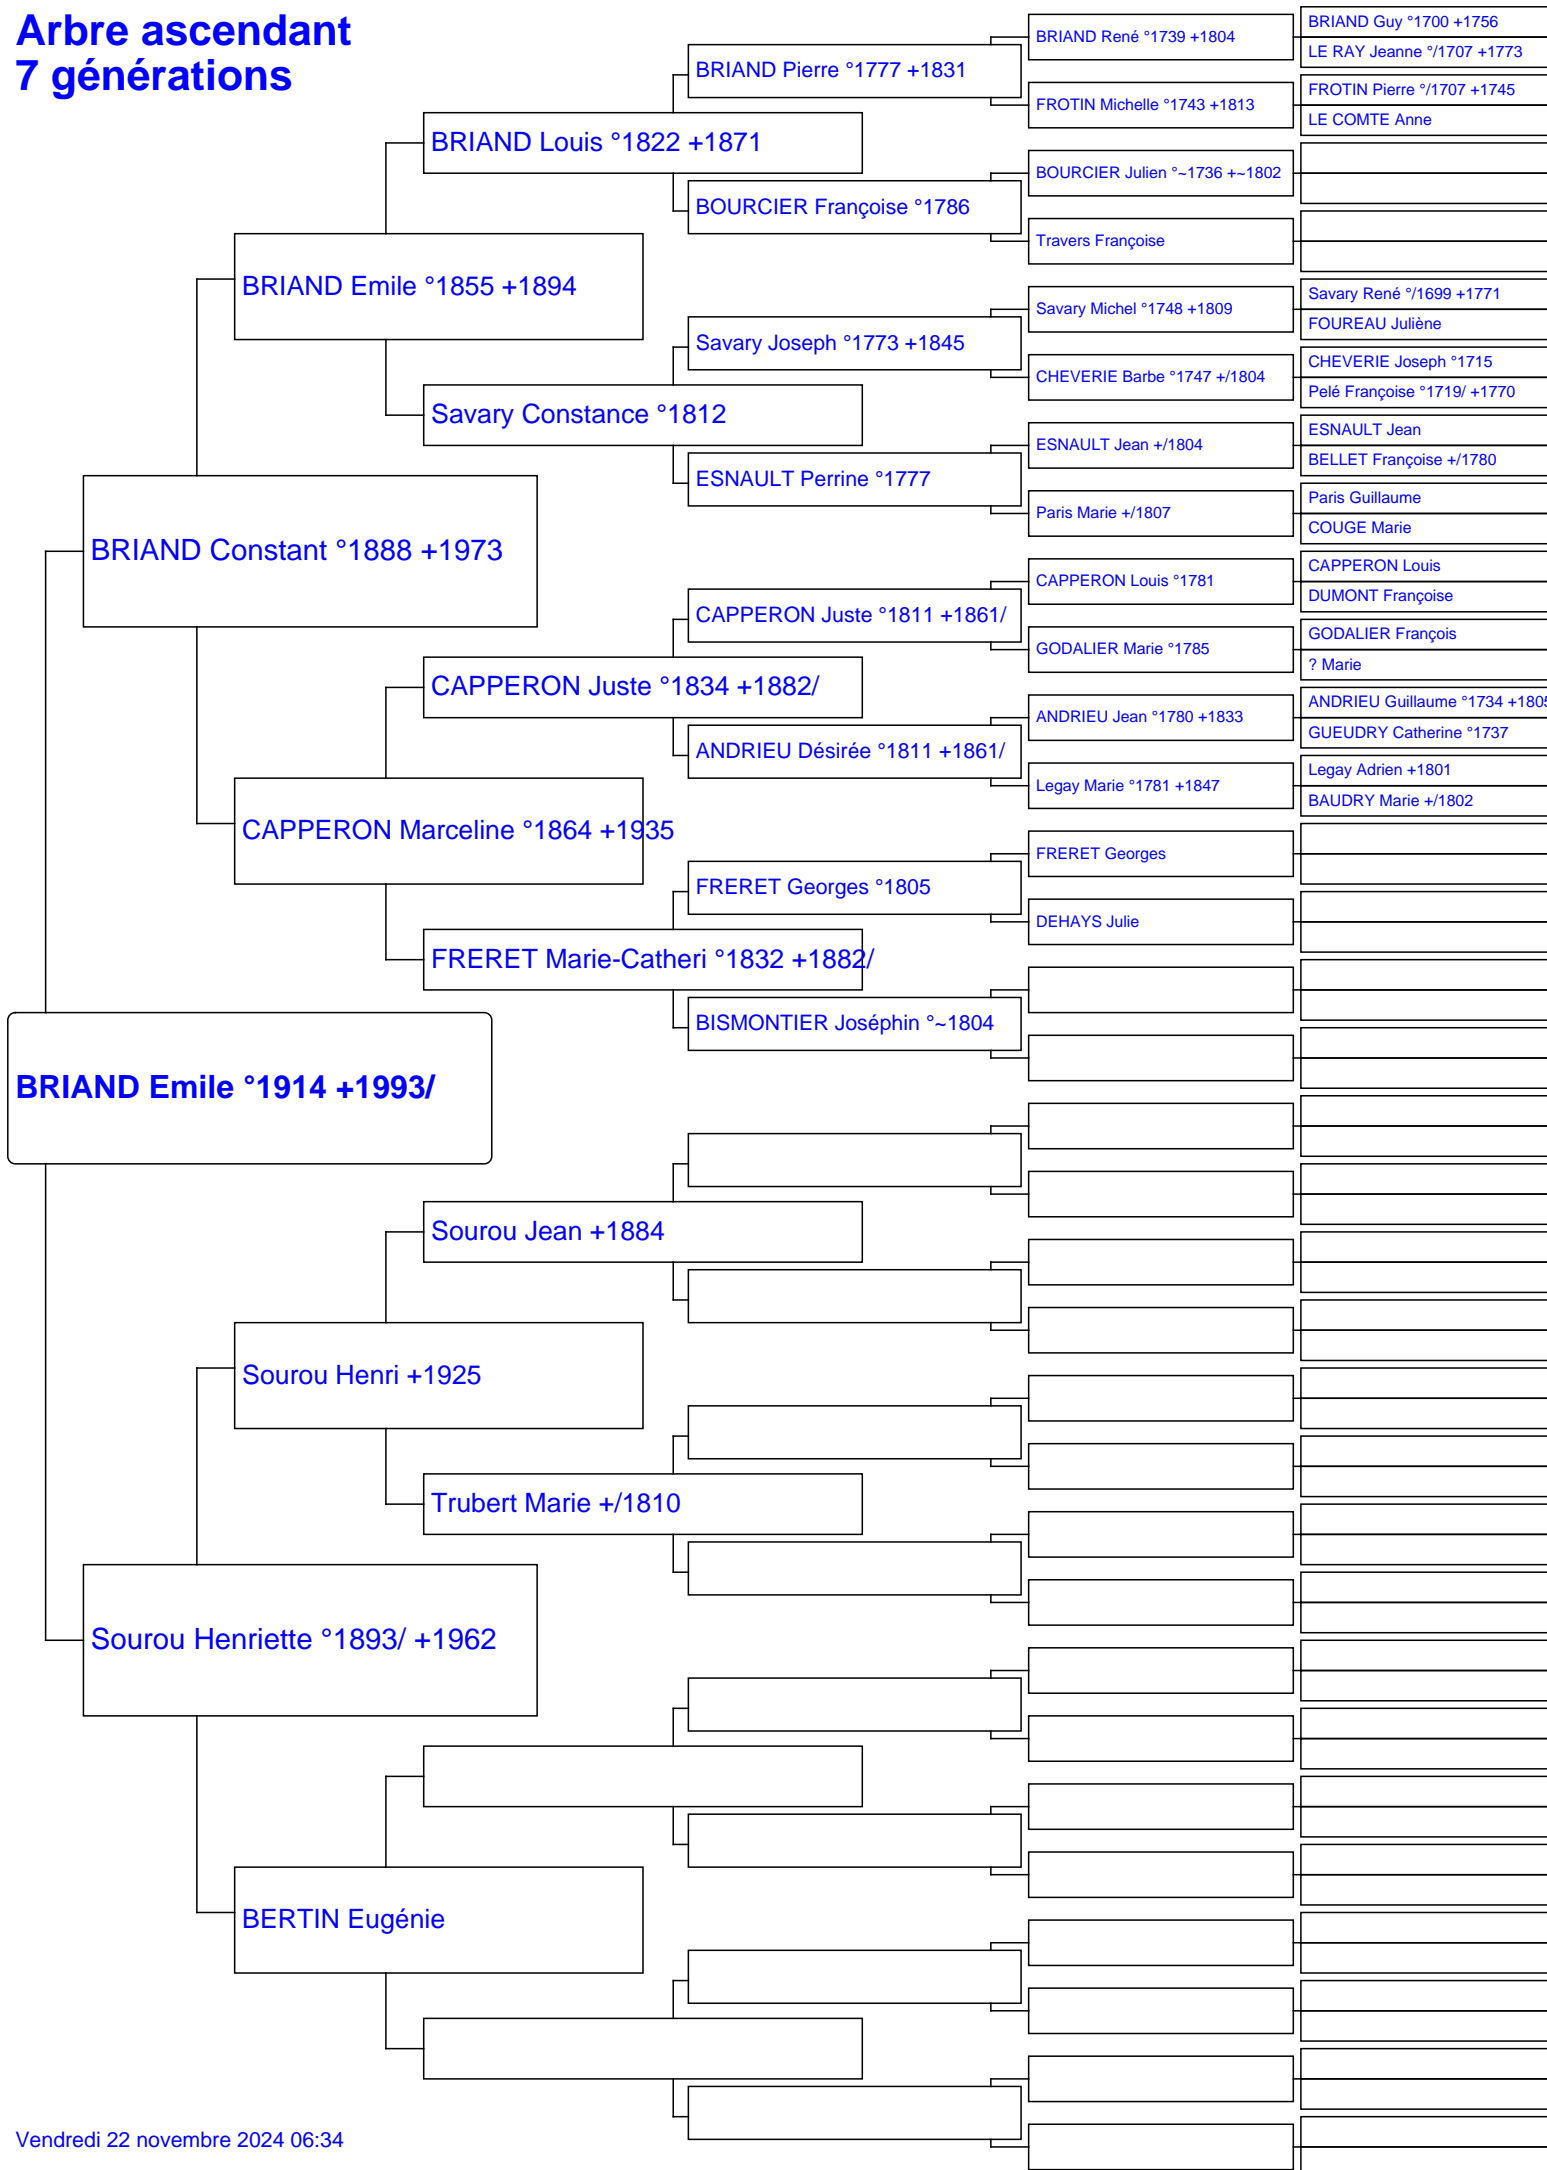 Arbre ascendant
7 générations
BRIAND Emile °1914 +1993/
BRIAND Constant °1888 +1973
Sourou Henriette °1893/ +1962
BRIAND Emile °1855 +1894
CAPPERON Marceline °1864 +1935
Sourou Henri +1925
BERTIN Eugénie
BRIAND Louis °1822 +1871
Savary Constance °1812
CAPPERON Juste °1834 +1882/
FRERET Marie-Catheri °1832 +1882/
Sourou Jean +1884
Trubert Marie +/1810
BRIAND Pierre °1777 +1831
BOURCIER Françoise °1786
Savary Joseph °1773 +1845
ESNAULT Perrine °1777
CAPPERON Juste °1811 +1861/
ANDRIEU Désirée °1811 +1861/
FRERET Georges °1805
BISMONTIER Joséphin °~1804
BRIAND René °1739 +1804
FROTIN Michelle °1743 +1813
BOURCIER Julien °~1736 +~1802
Travers Françoise
Savary Michel °1748 +1809
CHEVERIE Barbe °1747 +/1804
ESNAULT Jean +/1804
Paris Marie +/1807
CAPPERON Louis °1781
GODALIER Marie °1785
ANDRIEU Jean °1780 +1833
Legay Marie °1781 +1847
FRERET Georges
DEHAYS Julie
BRIAND Guy °1700 +1756
LE RAY Jeanne °/1707 +1773
FROTIN Pierre °/1707 +1745
LE COMTE Anne
Savary René °/1699 +1771
FOUREAU Juliène
CHEVERIE Joseph °1715
Pelé Françoise °1719/ +1770
ESNAULT Jean
BELLET Françoise +/1780
Paris Guillaume
COUGE Marie
CAPPERON Louis
DUMONT Françoise
GODALIER François
? Marie
ANDRIEU Guillaume °1734 +1805
GUEUDRY Catherine °1737
Legay Adrien +1801
BAUDRY Marie +/1802
Vendredi 22 novembre 2024 06:34